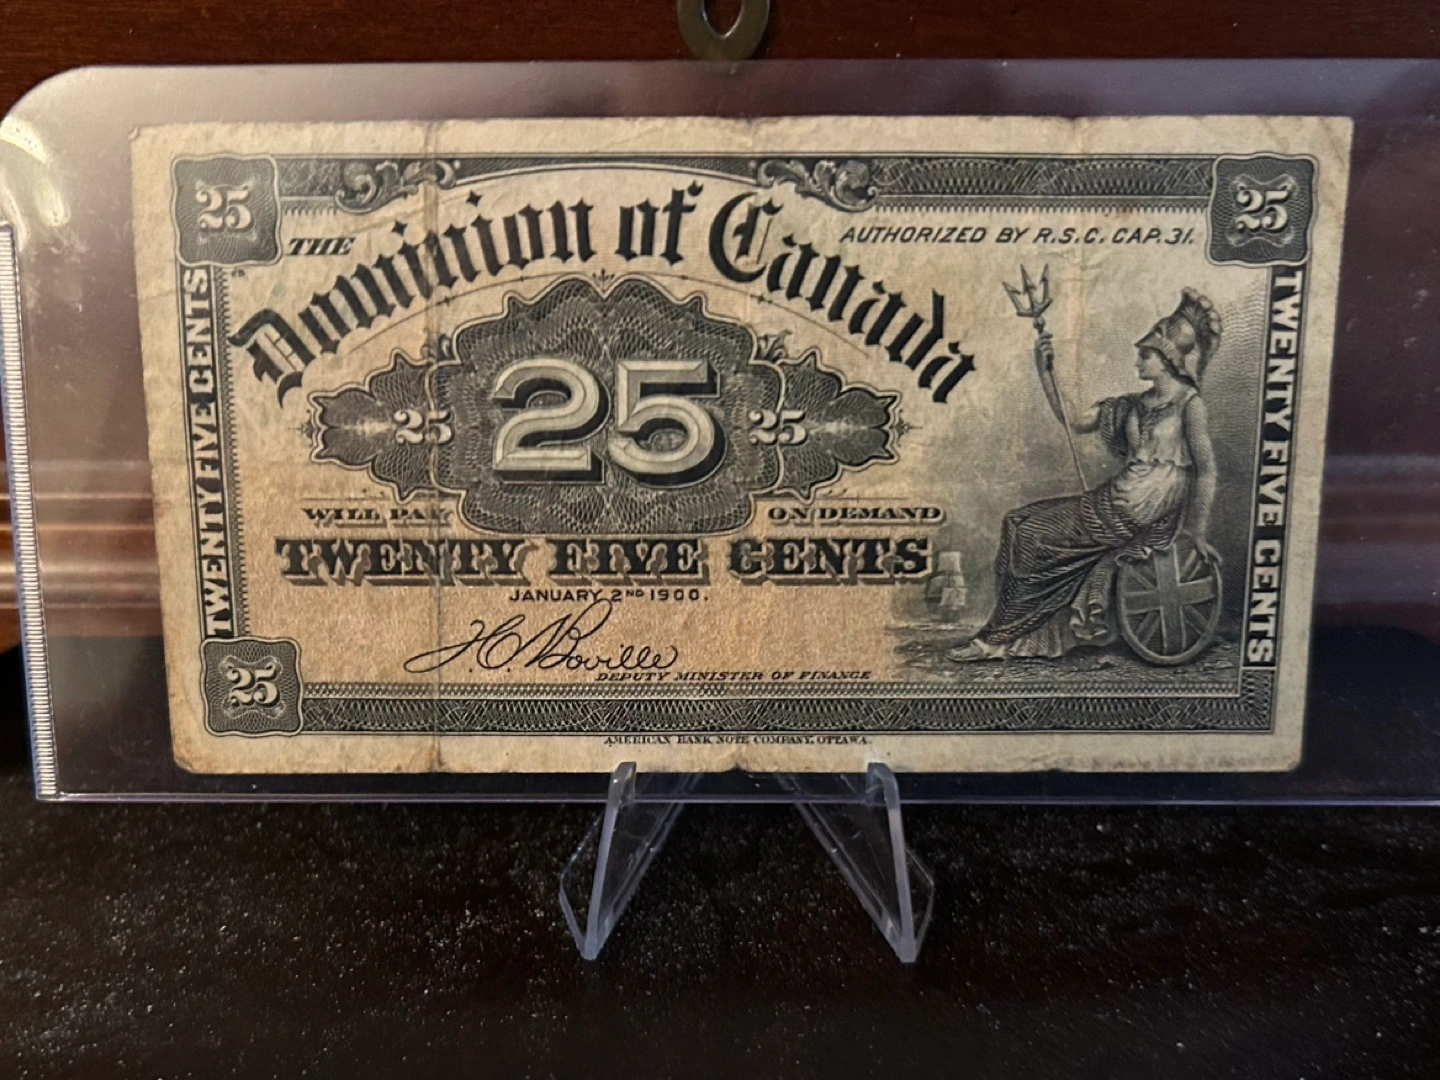 25
25
THE
Dominion of Canada
AUTHORIZED BY R.S.C. CAP. 31.
TWENTY FIVE CENTS
25
25
25
TWENTY FIVE CENTS
WILL PAY
ON DEMAND
TWENTY FIVE CENTS
JANUARY 2ND 1900.
H.C. Boville
DEPUTY MINISTER OF FINANCE
25
AMERICAN BANK NOTE COMPANY, OTTAWA